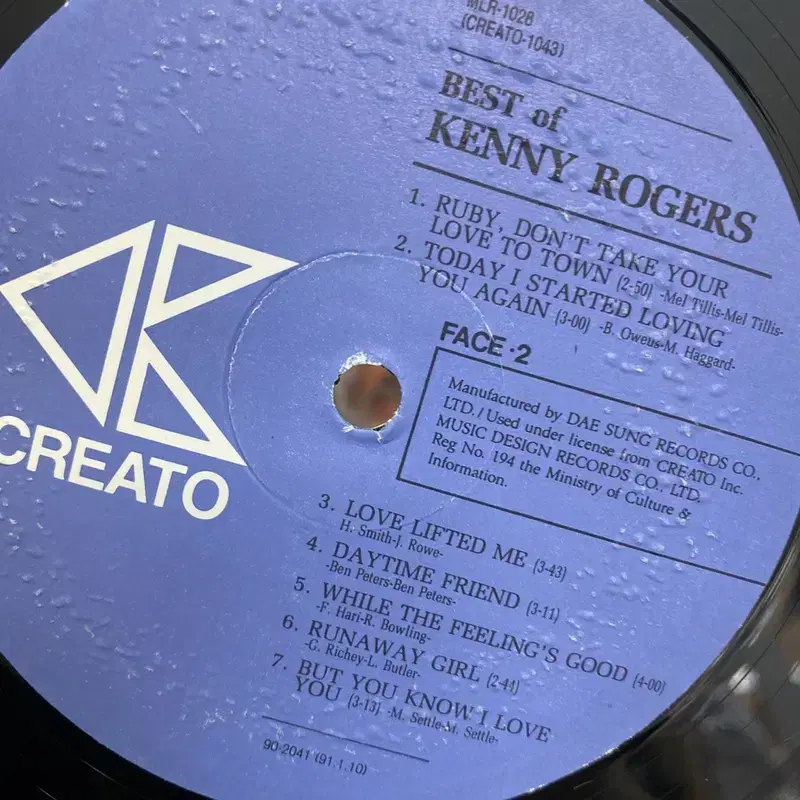 MLR-1028
(CREATO-1043)
BEST of
KENNY ROGERS
1. RUBY, DON'T TAKE YOUR
LOVE TO TOWN (2-50) -Mel Tillis-Mel Tillis-
2. TODAY I STARTED LOVING
YOU AGAIN (3-00) -B. Oweus-M. Haggard-
FACE·2
Manufactured by DAE SUNG RECORDS CO.,
LTD./Used under license from CREATO Inc.
MUSIC DESIGN RECORDS CO., LTD.
Reg No. 194 the Ministry of Culture &
Information.
CREATO
3. LOVE LIFTED ME (3-43)
H. Smith-J. Rowe-
4. DAYTIME FRIEND (3-11)
-Ben Peters-Ben Peters-
5. WHILE THE FEELING'S GOOD (4-00)
-F. Hari-R. Bowling-
6. RUNAWAY GIRL (2-44)
-C. Richey-L. Butler-
7. BUT YOU KNOW I LOVE
YOU (3-13) -M. Settle-M. Settle-
90-2041 (91.1.10)